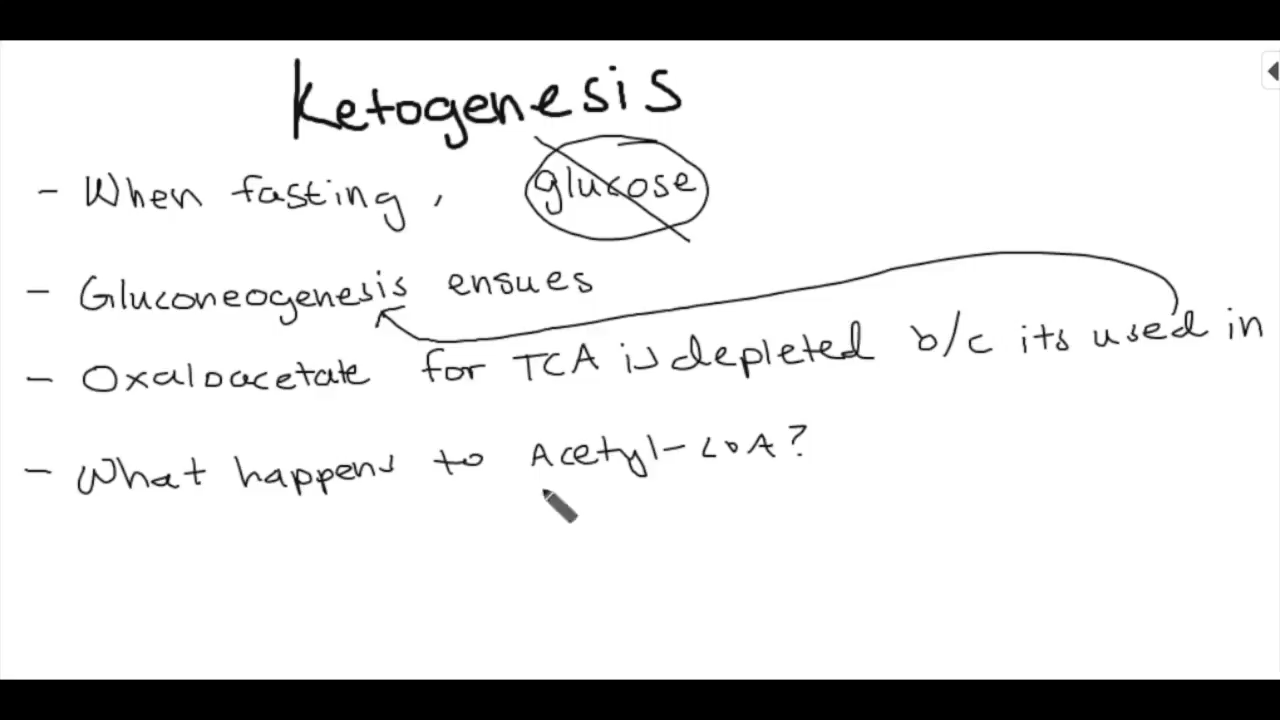 Ketogenesis
- When fasting, glucose
- Gluconeogenesis ensues
- Oxaloacetate for TCA is depleted b/c its used in
- What happens to Acetyl-CoA?